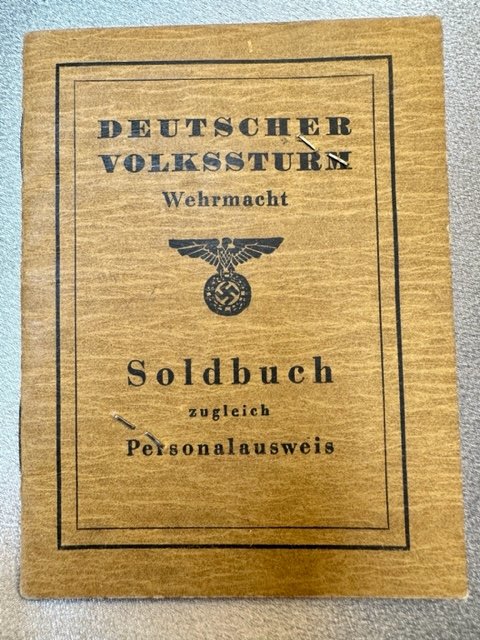 DEUTSCHER
VOLKSSTURM
Wehrmacht
Soldbuch
zugleich
Personalausweis